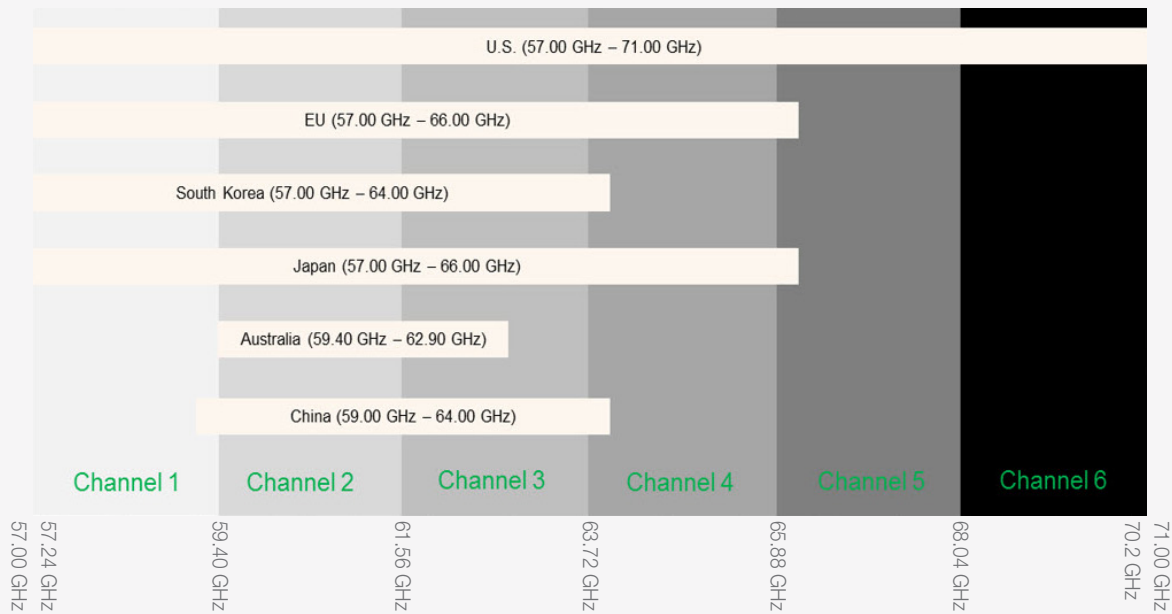 U.S. (57.00 GHz – 71.00 GHz)
EU (57.00 GHz – 66.00 GHz)
South Korea (57.00 GHz – 64.00 GHz)
Japan (57.00 GHz – 66.00 GHz)
Australia (59.40 GHz – 62.90 GHz)
China (59.00 GHz – 64.00 GHz)
Channel 1
Channel 2
Channel 3
Channel 4
Channel 5
Channel 6
57.00 GHz
57.24 GHz
59.40 GHz
61.56 GHz
63.72 GHz
65.88 GHz
68.04 GHz
70.2 GHz
71.00 GHz